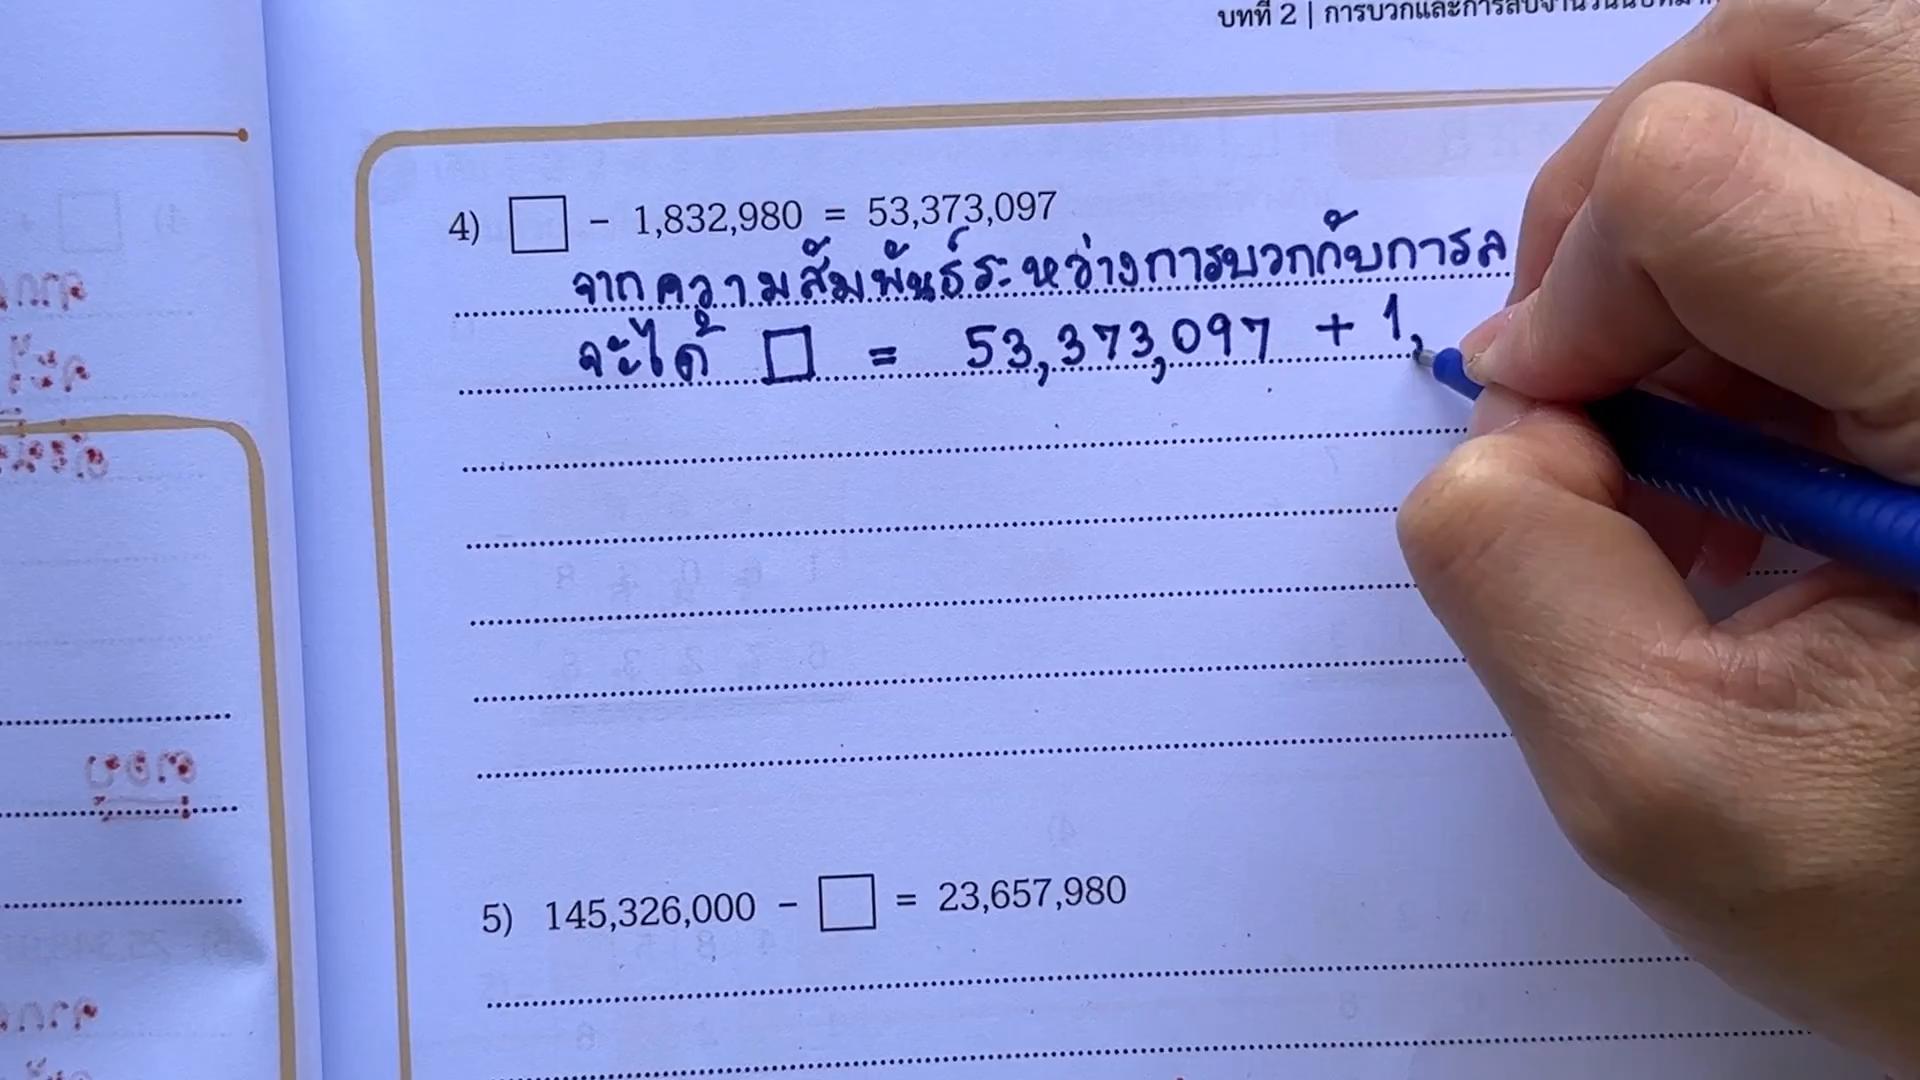 บทที่ 2 | การบวกและการลบจำนวนนับที่มา
4) □ - 1,832,980 = 53,373,097
จากความสัมพันธ์ระหว่างการบวกกับการล
จะได้ □ = 53,373,097 + 1,
5) 145,326,000 - □ = 23,657,980